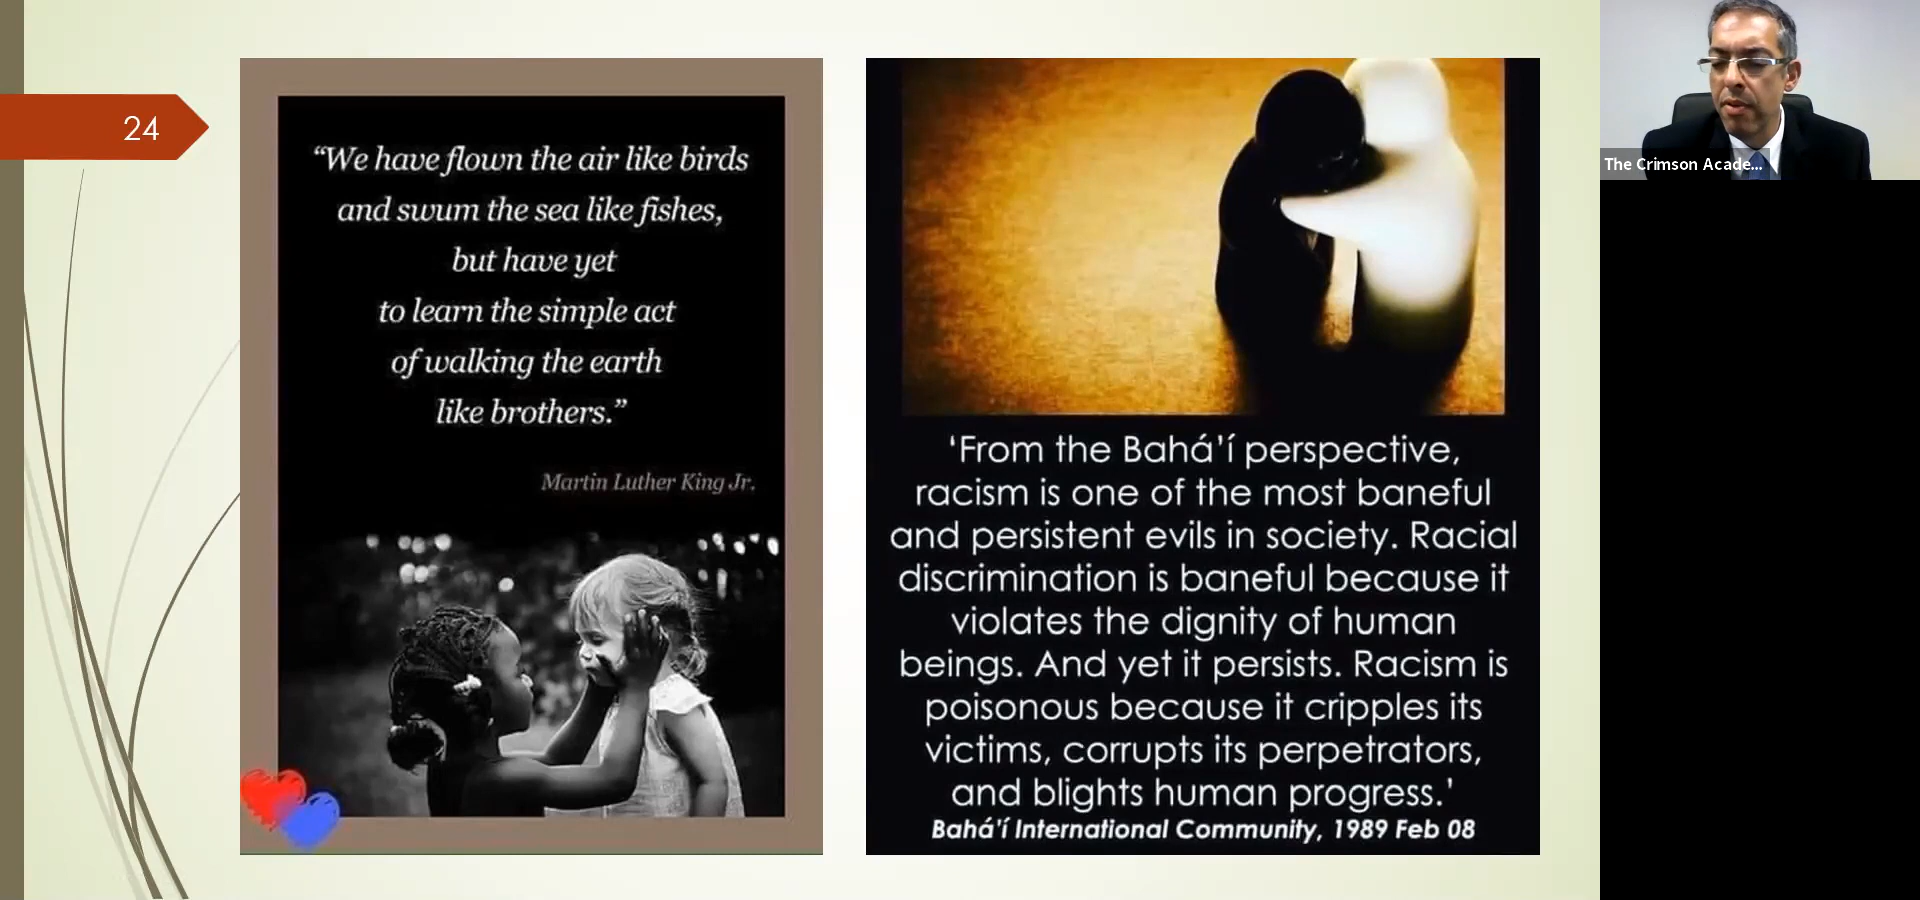 24
“We have flown the air like birds
and swum the sea like fishes,
but have yet
to learn the simple act
of walking the earth
like brothers.”
Martin Luther King Jr.
‘From the Bahá’í perspective,
racism is one of the most baneful
and persistent evils in society. Racial
discrimination is baneful because it
violates the dignity of human
beings. And yet it persists. Racism is
poisonous because it cripples its
victims, corrupts its perpetrators,
and blights human progress.’
Bahá’í International Community, 1989 Feb 08
The Crimson Acade...